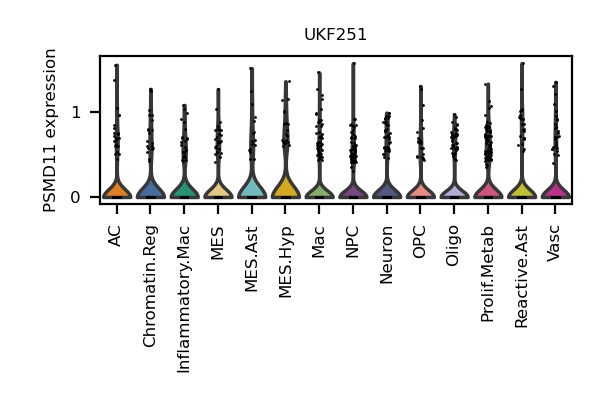 UKF251
PSMD11 expression
1
0
AC
Chromatin.Reg
Inflammatory.Mac
MES
MES.Ast
MES.Hyp
Mac
NPC
Neuron
OPC
Oligo
Prolif.Metab
Reactive.Ast
Vasc